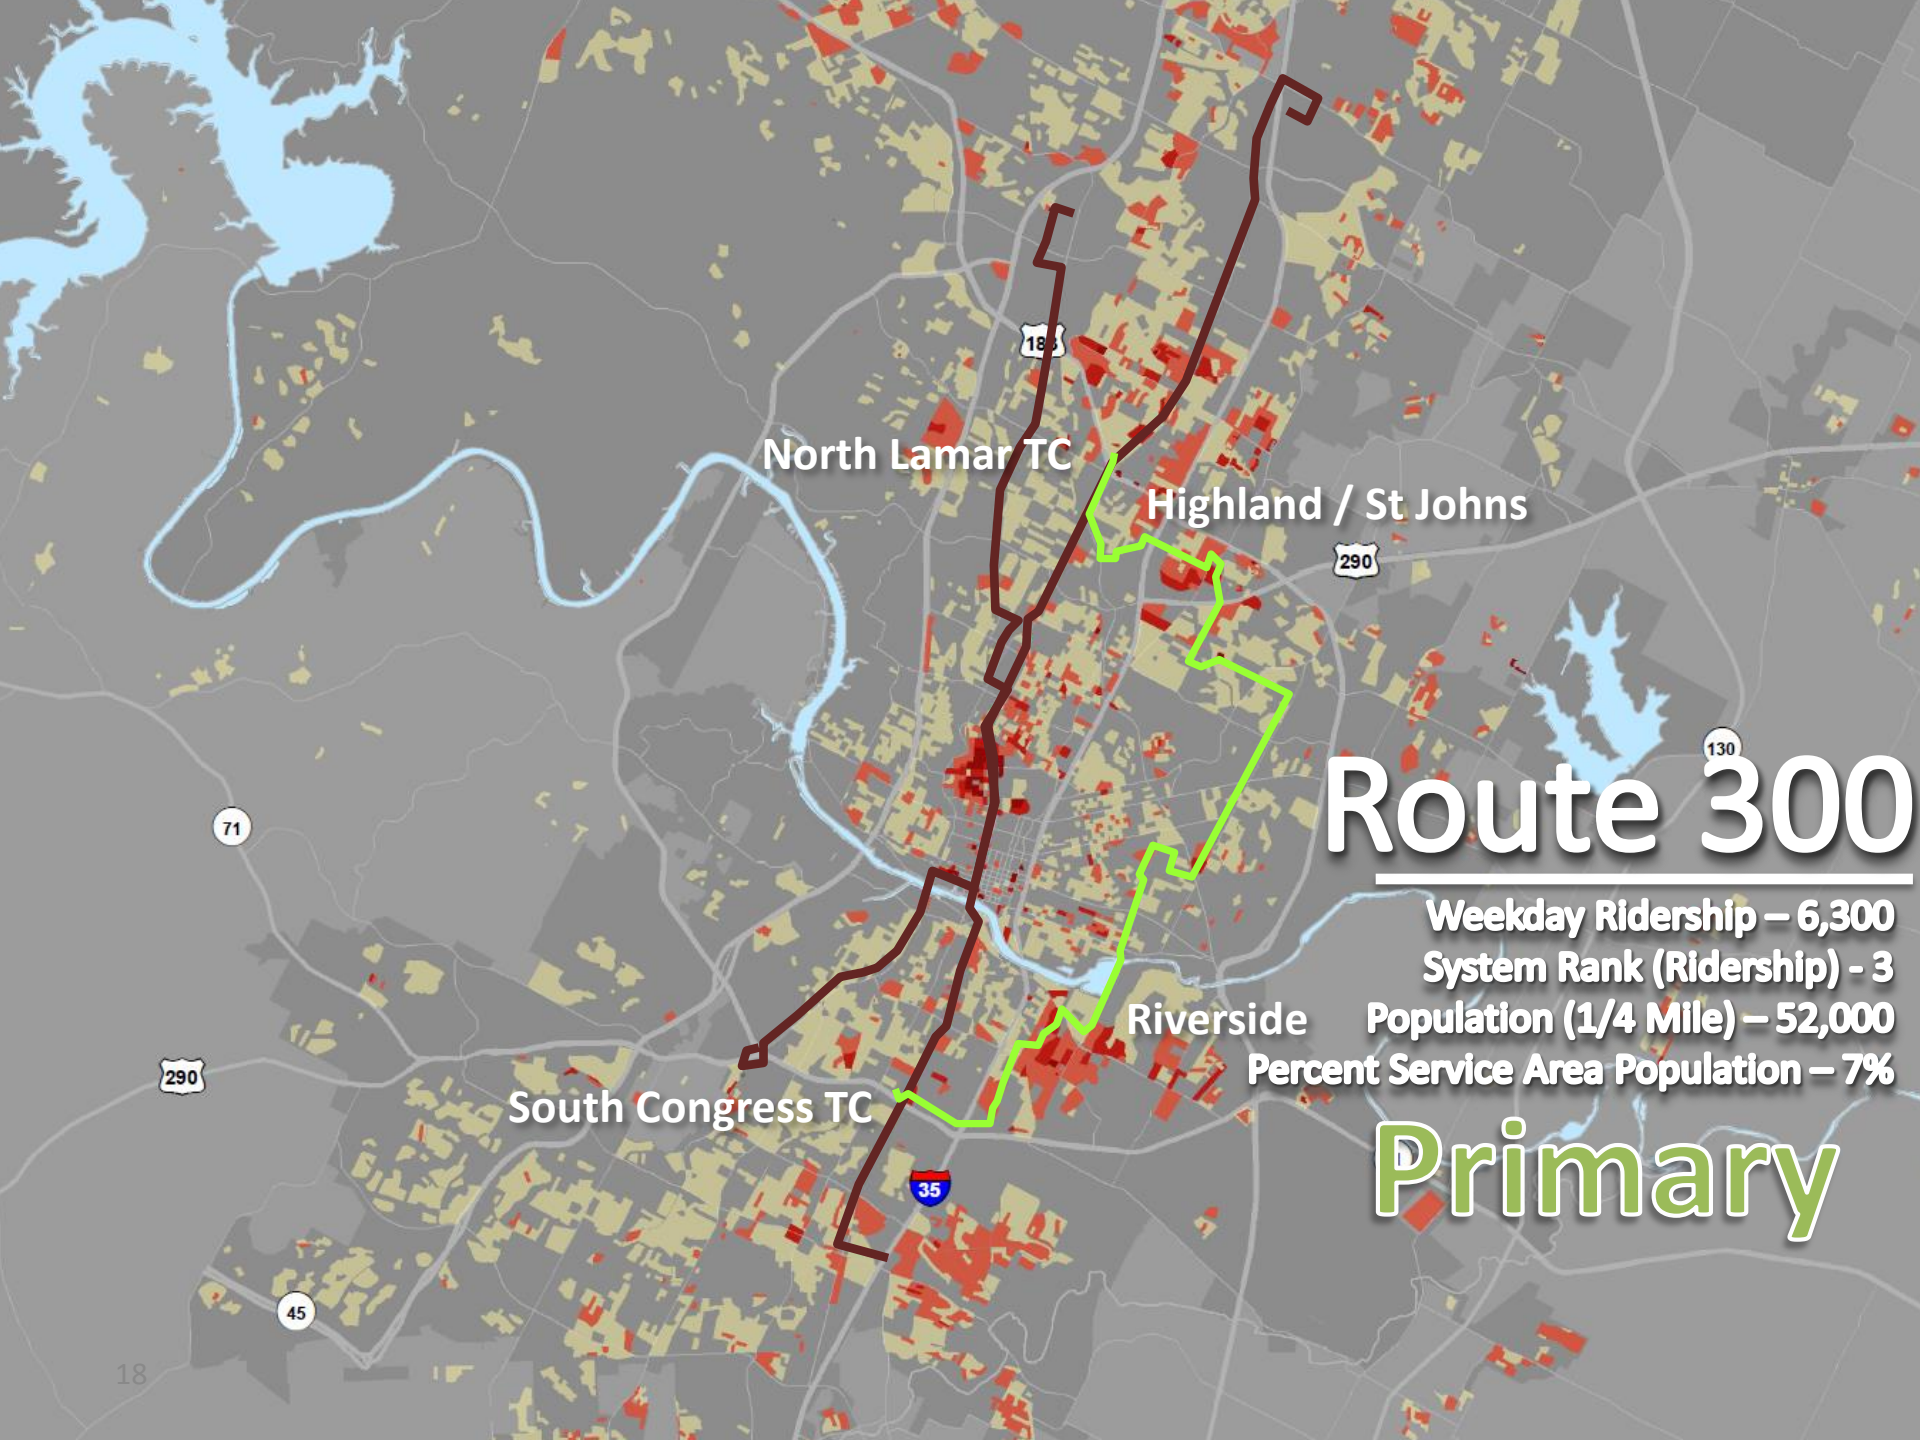 183
North Lamar TC
Highland / St Johns
290
130
Route 300
71
Weekday Ridership – 6,300
System Rank (Ridership) - 3
Riverside
Population (1/4 Mile) – 52,000
290
Percent Service Area Population – 7%
South Congress TC
Primary
35
45
18